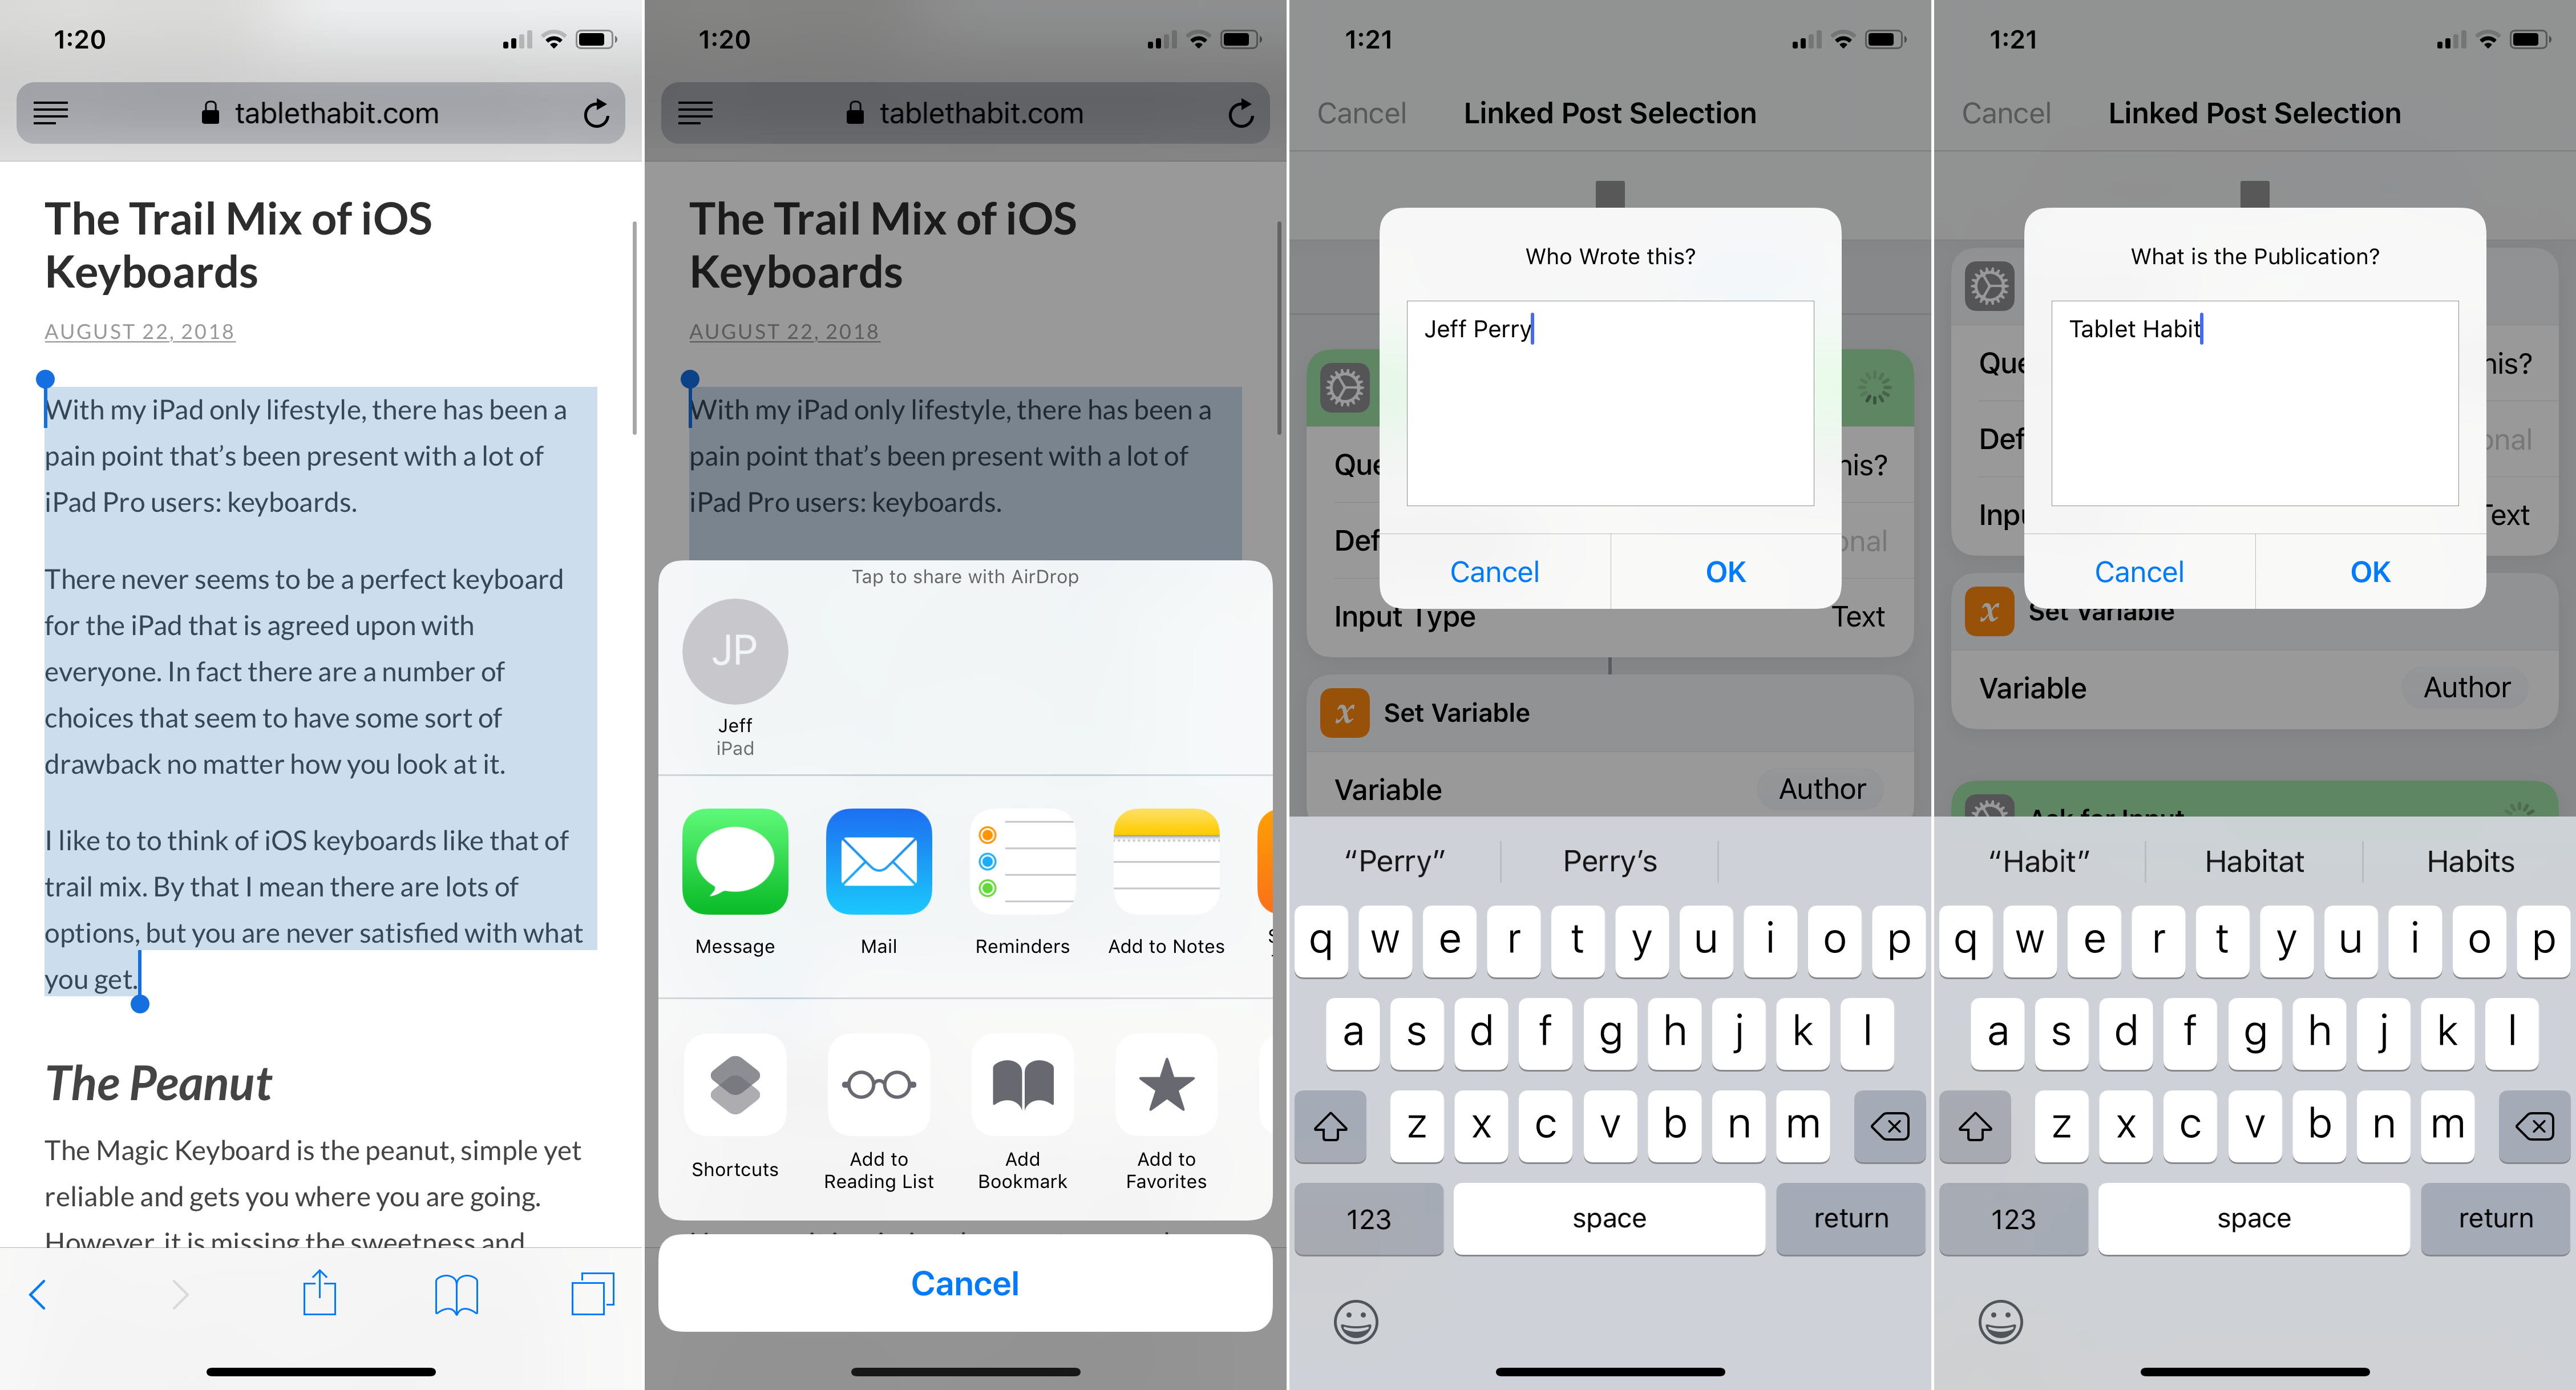 1:20
tablethabit.com
The Trail Mix of iOS
Keyboards
AUGUST 22, 2018
With my iPad only lifestyle, there has been a
pain point that’s been present with a lot of
iPad Pro users: keyboards.
There never seems to be a perfect keyboard
for the iPad that is agreed upon with
everyone. In fact there are a number of
choices that seem to have some sort of
drawback no matter how you look at it.
I like to to think of iOS keyboards like that of
trail mix. By that I mean there are lots of
options, but you are never satisfied with what
you get.
The Peanut
The Magic Keyboard is the peanut, simple yet
reliable and gets you where you are going.
However, it is missing the sweetness and
1:20
tablethabit.com
The Trail Mix of iOS
Keyboards
AUGUST 22, 2018
With my iPad only lifestyle, there has been a
pain point that’s been present with a lot of
iPad Pro users: keyboards.
Tap to share with AirDrop
JP
Jeff
iPad
Message Mail Reminders Add to Notes
Shortcuts
Add to
Reading List
Add
Bookmark
Add to
Favorites
Cancel
1:21
Cancel Linked Post Selection
Who Wrote this?
Jeff Perry
Cancel OK
Que his?
Def onal
Input Type Text
x Set Variable
Variable Author
“Perry” Perry’s
q w e r t y u i o p
a s d f g h j k l
z x c v b n m
123 space return
1:21
Cancel Linked Post Selection
What is the Publication?
Tablet Habit
Cancel OK
Que his?
Def onal
Inpu Text
x Set Variable
Variable Author
Ask for Input
“Habit” Habitat Habits
q w e r t y u i o p
a s d f g h j k l
z x c v b n m
123 space return